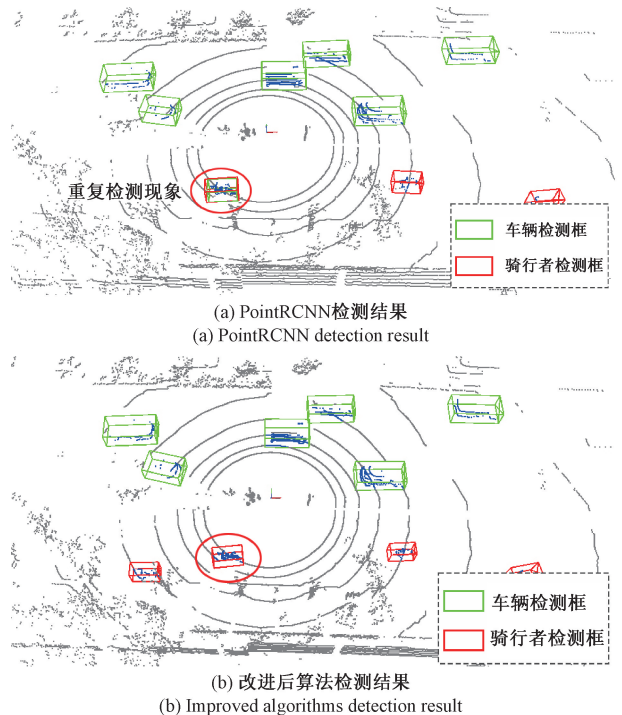 重复检测现象
车辆检测框
骑行者检测框
(a) PointRCNN检测结果
(a) PointRCNN detection result
车辆检测框
骑行者检测框
(b) 改进后算法检测结果
(b) Improved algorithms detection result